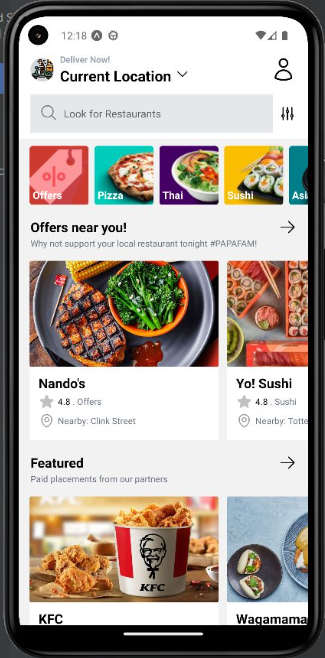 12:18
Deliver Now!
Current Location
Look for Restaurants
Offers
Pizza
Thai
Sushi
Offers near you!
Why not support your local restaurant tonight #PAPAFAM!
Nando's
4.8 . Offers
Nearby: Clink Street
Yo! Sushi
4.8 . Sushi
Nearby: Totte
Featured
Paid placements from our partners
KFC
KFC
Wagamama